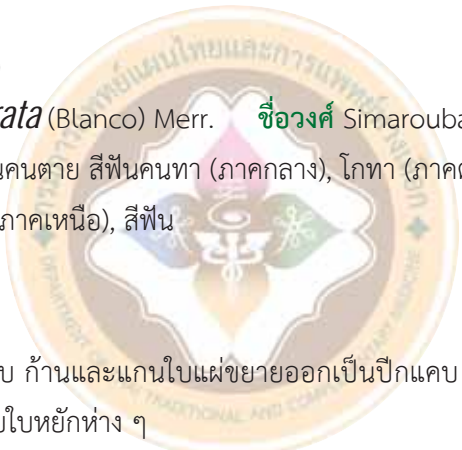 rata (Blanco) Merr. ชื่อวงศ์ Simarouba
นคนตาย สีฟันคนทา (ภาคกลาง), โกทา (ภาคต
ภาคเหนือ), สีฟัน
บ ก้านและแกนใบแผ่ขยายออกเป็นปีกแคบ
บใบหยักห่าง ๆ